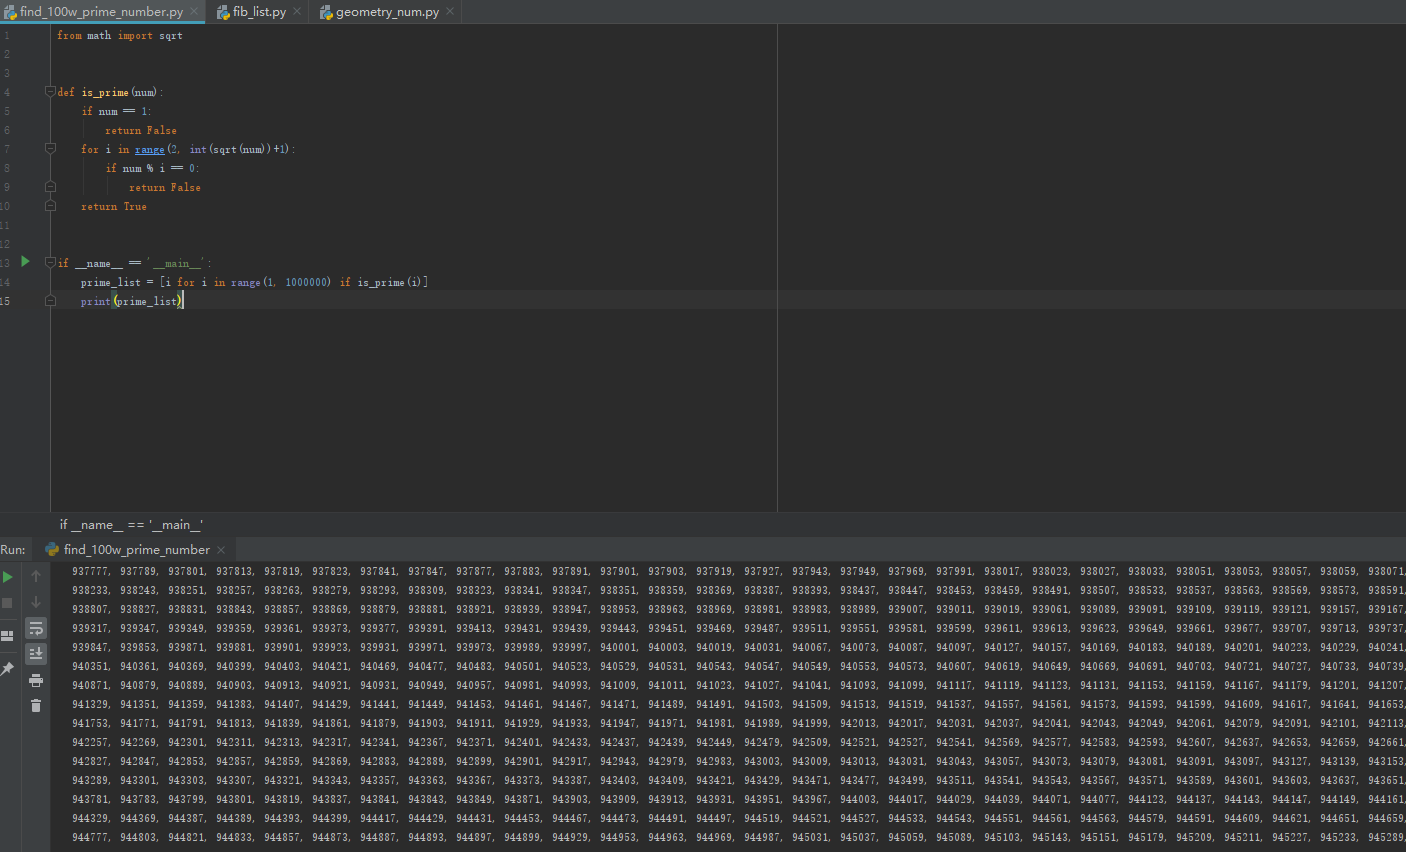 find_100w_prime_number.py
fib_list.py
geometry_num.py
1 from math import sqrt
2
3
4 def is_prime(num):
5 if num == 1:
6 return False
7 for i in range(2, int(sqrt(num))+1):
8 if num % i == 0:
9 return False
10 return True
11
12
13 if __name__ == '__main__':
14 prime_list = [i for i in range(1, 1000000) if is_prime(i)]
15 print(prime_list)
if __name__ == '__main__'
Run: find_100w_prime_number
937777, 937789, 937801, 937813, 937819, 937823, 937841, 937847, 937877, 937883, 937891, 937901, 937903, 937919, 937927, 937943, 937949, 937969, 937991, 938017, 938023, 938027, 938033, 938051, 938053, 938057, 938059, 938071,
938233, 938243, 938251, 938257, 938263, 938279, 938293, 938309, 938323, 938341, 938347, 938351, 938359, 938369, 938387, 938393, 938437, 938447, 938453, 938459, 938491, 938507, 938533, 938537, 938563, 938569, 938573, 938591,
938807, 938827, 938831, 938843, 938857, 938869, 938879, 938881, 938921, 938939, 938947, 938953, 938963, 938969, 938981, 938983, 938989, 939007, 939011, 939019, 939061, 939089, 939091, 939109, 939119, 939121, 939157, 939167,
939317, 939347, 939349, 939359, 939361, 939373, 939377, 939391, 939413, 939431, 939439, 939443, 939451, 939469, 939487, 939511, 939551, 939581, 939599, 939611, 939613, 939623, 939649, 939661, 939677, 939707, 939713, 939737,
939847, 939853, 939871, 939881, 939901, 939923, 939931, 939971, 939973, 939989, 939997, 940001, 940003, 940019, 940031, 940067, 940073, 940087, 940097, 940127, 940157, 940169, 940183, 940189, 940201, 940223, 940229, 940241,
940351, 940361, 940369, 940399, 940403, 940421, 940469, 940477, 940483, 940501, 940523, 940529, 940531, 940543, 940547, 940549, 940553, 940573, 940607, 940619, 940649, 940669, 940691, 940703, 940721, 940727, 940733, 940739,
940871, 940879, 940889, 940903, 940913, 940921, 940931, 940949, 940957, 940981, 940993, 941009, 941011, 941023, 941027, 941041, 941093, 941099, 941117, 941119, 941123, 941131, 941153, 941159, 941167, 941179, 941201, 941207,
941329, 941351, 941359, 941383, 941407, 941429, 941441, 941449, 941453, 941461, 941467, 941471, 941489, 941491, 941503, 941509, 941513, 941519, 941537, 941557, 941561, 941573, 941593, 941599, 941609, 941617, 941641, 941653,
941753, 941771, 941791, 941813, 941839, 941861, 941879, 941903, 941911, 941929, 941933, 941947, 941971, 941981, 941989, 941999, 942013, 942017, 942031, 942037, 942041, 942043, 942049, 942061, 942079, 942091, 942101, 942113,
942257, 942269, 942301, 942311, 942313, 942317, 942341, 942367, 942371, 942401, 942433, 942437, 942439, 942449, 942479, 942509, 942521, 942527, 942541, 942569, 942577, 942583, 942593, 942607, 942637, 942653, 942659, 942661,
942827, 942847, 942853, 942857, 942859, 942869, 942883, 942889, 942899, 942901, 942917, 942943, 942979, 942983, 943003, 943009, 943013, 943031, 943043, 943057, 943073, 943079, 943081, 943091, 943097, 943127, 943139, 943153,
943289, 943301, 943303, 943307, 943321, 943343, 943357, 943363, 943367, 943373, 943387, 943403, 943409, 943421, 943429, 943471, 943477, 943499, 943511, 943541, 943543, 943567, 943571, 943589, 943601, 943603, 943637, 943651,
943781, 943783, 943799, 943801, 943819, 943837, 943841, 943843, 943849, 943871, 943903, 943909, 943913, 943931, 943951, 943967, 944003, 944017, 944029, 944039, 944071, 944077, 944123, 944137, 944143, 944147, 944149, 944161,
944329, 944369, 944387, 944389, 944393, 944399, 944417, 944429, 944431, 944453, 944467, 944473, 944491, 944497, 944519, 944521, 944527, 944533, 944543, 944551, 944561, 944563, 944579, 944591, 944609, 944621, 944651, 944659,
944777, 944803, 944821, 944833, 944857, 944873, 944887, 944893, 944897, 944899, 944929, 944953, 944963, 944969, 944987, 945031, 945037, 945059, 945089, 945103, 945143, 945151, 945179, 945209, 945211, 945227, 945233, 945289,